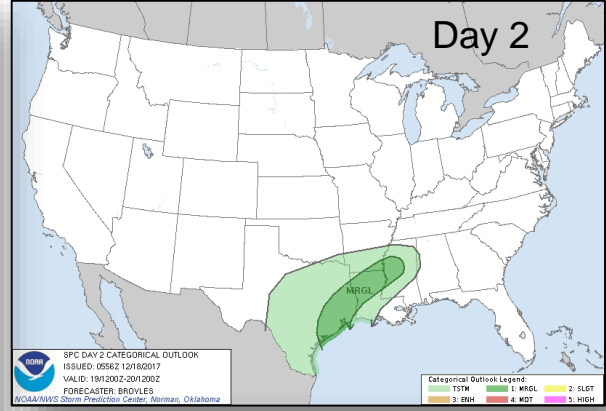 Day 2
MRGL
NOAA
SPC DAY 2 CATEGORICAL OUTLOOK
ISSUED: 0556Z 12/18/2017
VALID: 19/1200Z-20/1200Z
FORECASTER: BROYLES
NOAA/NWS Storm Prediction Center, Norman, Oklahoma
Categorical Outlook Legend:
TSTM 1: MRGL 2: SLGT
3: ENH 4: MDT 5: HIGH